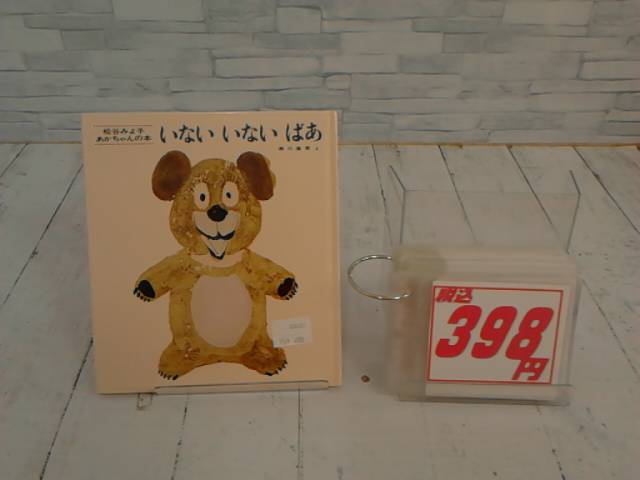 松谷みよ子
あかちゃんの本
いない いない ばあ
税込
398
円